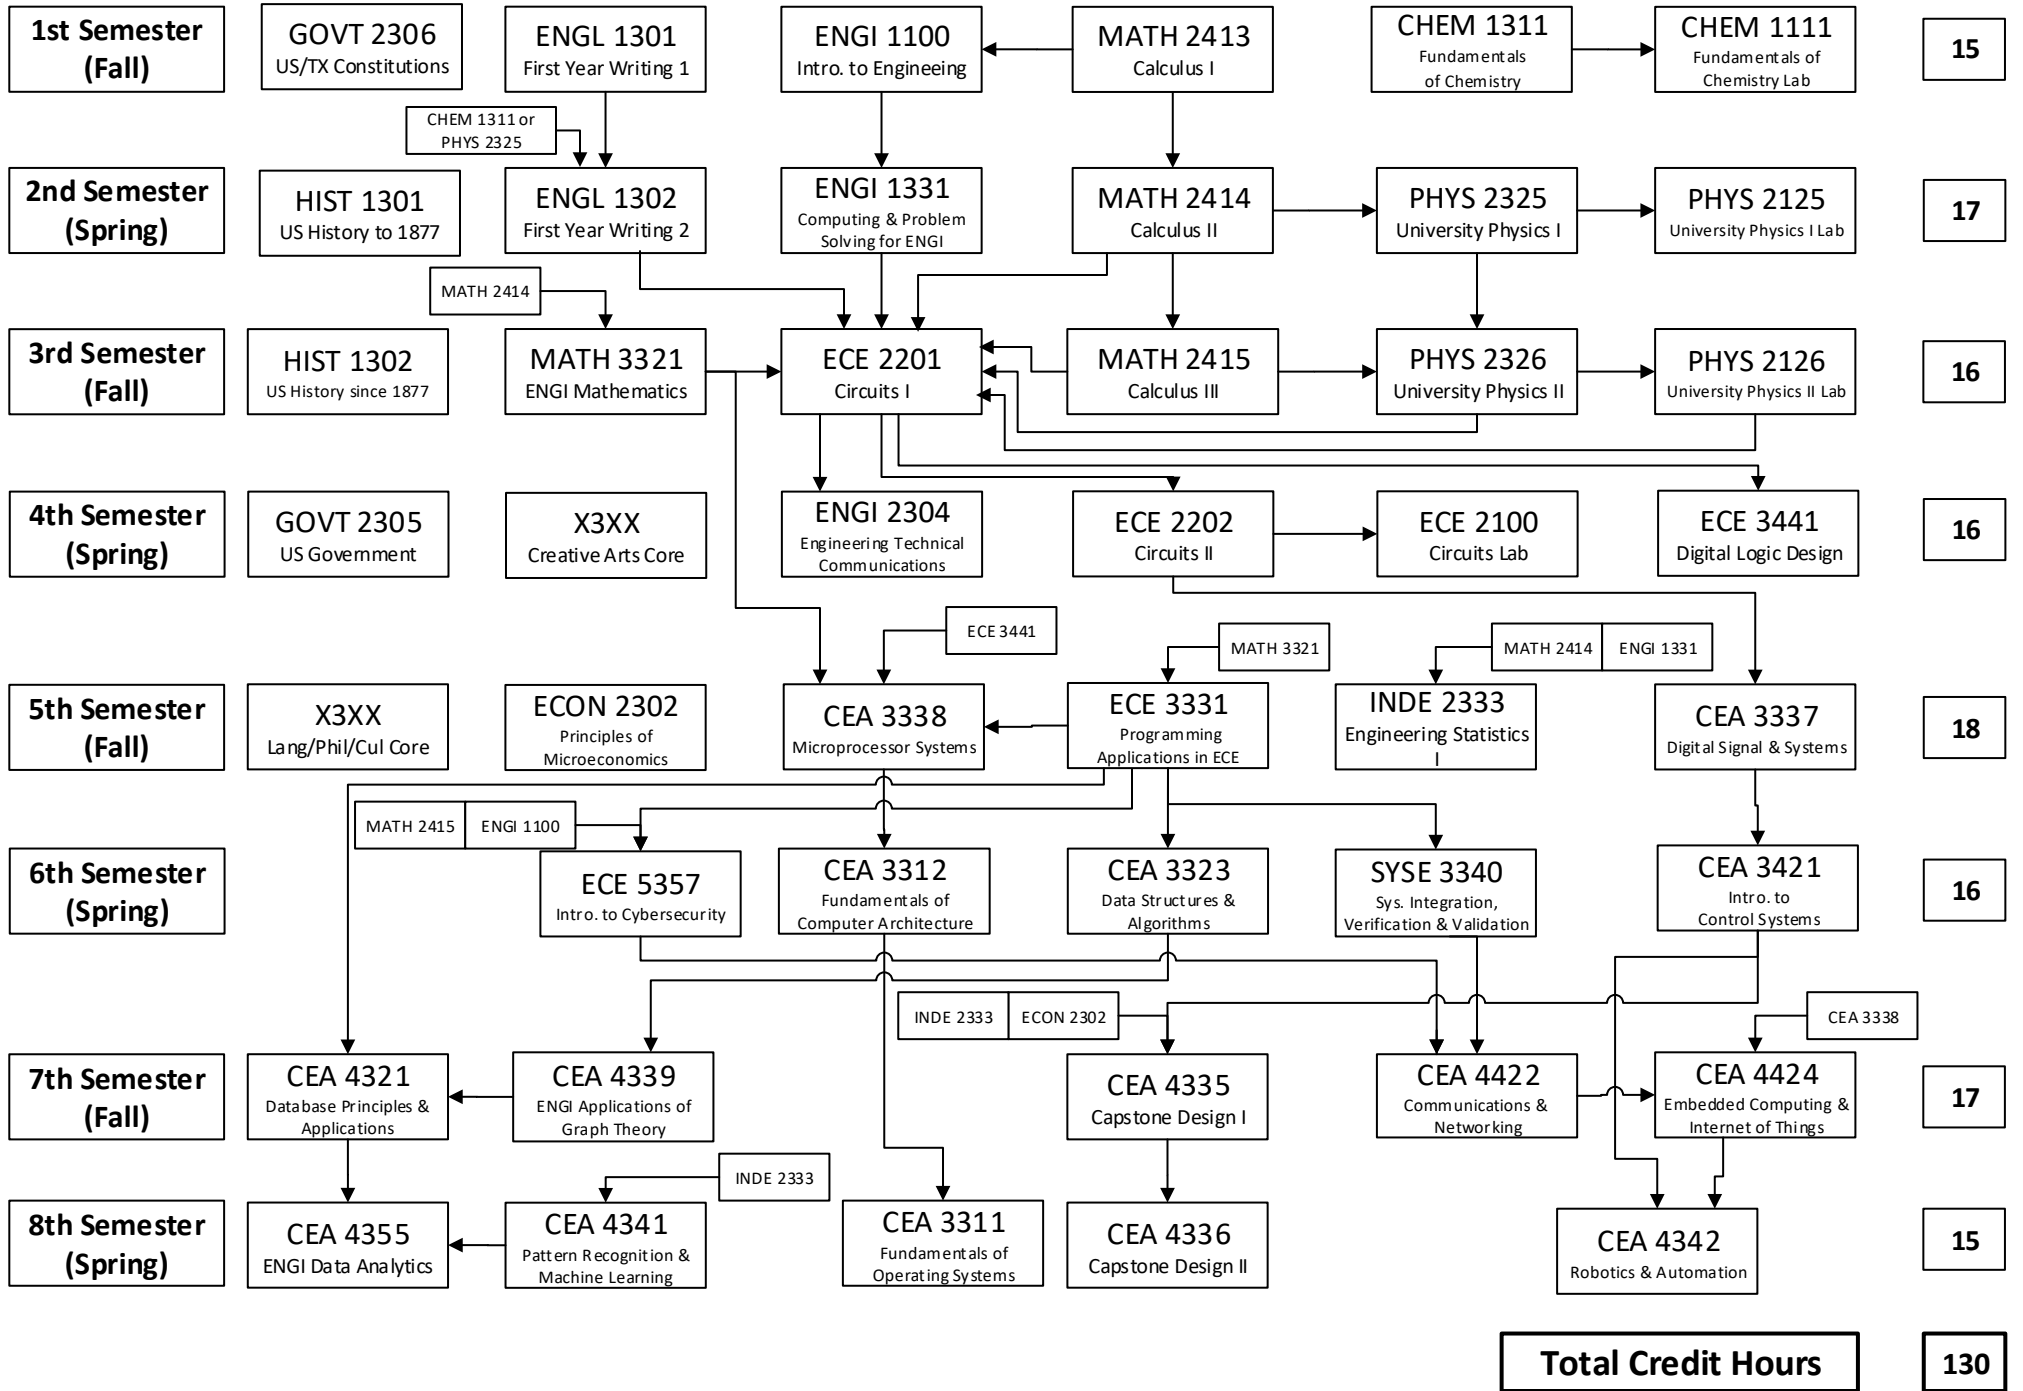 1st Semester
(Fall)
GOVT 2306
US/TX Constitutions
ENGL 1301
First Year Writing 1
ENGI 1100
Intro. to Engineeing
MATH 2413
Calculus I
CHEM 1311
Fundamentals
of Chemistry
CHEM 1111
Fundamentals of
Chemistry Lab
15
CHEM 1311 or
PHYS 2325
2nd Semester
(Spring)
HIST 1301
US History to 1877
ENGL 1302
First Year Writing 2
ENGI 1331
Computing & Problem
Solving for ENGI
MATH 2414
Calculus II
PHYS 2325
University Physics I
PHYS 2125
University Physics I Lab
17
MATH 2414
3rd Semester
(Fall)
HIST 1302
US History since 1877
MATH 3321
ENGI Mathematics
ECE 2201
Circuits I
MATH 2415
Calculus III
PHYS 2326
University Physics II
PHYS 2126
University Physics II Lab
16
4th Semester
(Spring)
GOVT 2305
US Government
X3XX
Creative Arts Core
ENGI 2304
Engineering Technical
Communications
ECE 2202
Circuits II
ECE 2100
Circuits Lab
ECE 3441
Digital Logic Design
16
ECE 3441
MATH 3321
MATH 2414
ENGI 1331
5th Semester
(Fall)
X3XX
Lang/Phil/Cul Core
ECON 2302
Principles of
Microeconomics
CEA 3338
Microprocessor Systems
ECE 3331
Programming
Applications in ECE
INDE 2333
Engineering Statistics
I
CEA 3337
Digital Signal & Systems
18
MATH 2415
ENGI 1100
6th Semester
(Spring)
ECE 5357
Intro. to Cybersecurity
CEA 3312
Fundamentals of
Computer Architecture
CEA 3323
Data Structures &
Algorithms
SYSE 3340
Sys. Integration,
Verification & Validation
CEA 3421
Intro. to
Control Systems
16
INDE 2333
ECON 2302
CEA 3338
7th Semester
(Fall)
CEA 4321
Database Principles &
Applications
CEA 4339
ENGI Applications of
Graph Theory
CEA 4335
Capstone Design I
CEA 4422
Communications &
Networking
CEA 4424
Embedded Computing &
Internet of Things
17
INDE 2333
8th Semester
(Spring)
CEA 4355
ENGI Data Analytics
CEA 4341
Pattern Recognition &
Machine Learning
CEA 3311
Fundamentals of
Operating Systems
CEA 4336
Capstone Design II
CEA 4342
Robotics & Automation
15
Total Credit Hours
130